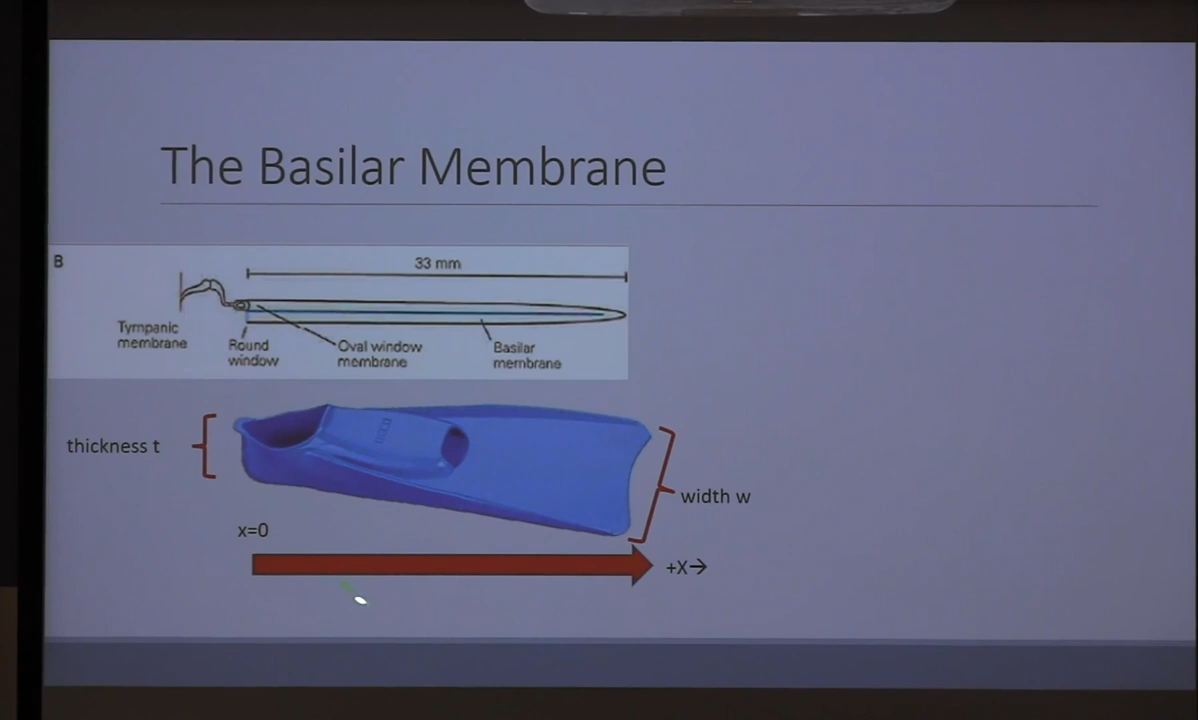 The Basilar Membrane
B
33 mm
Tympanic
membrane
Round
window
Oval window
membrane
Basilar
membrane
thickness t
width w
x=0
+X→